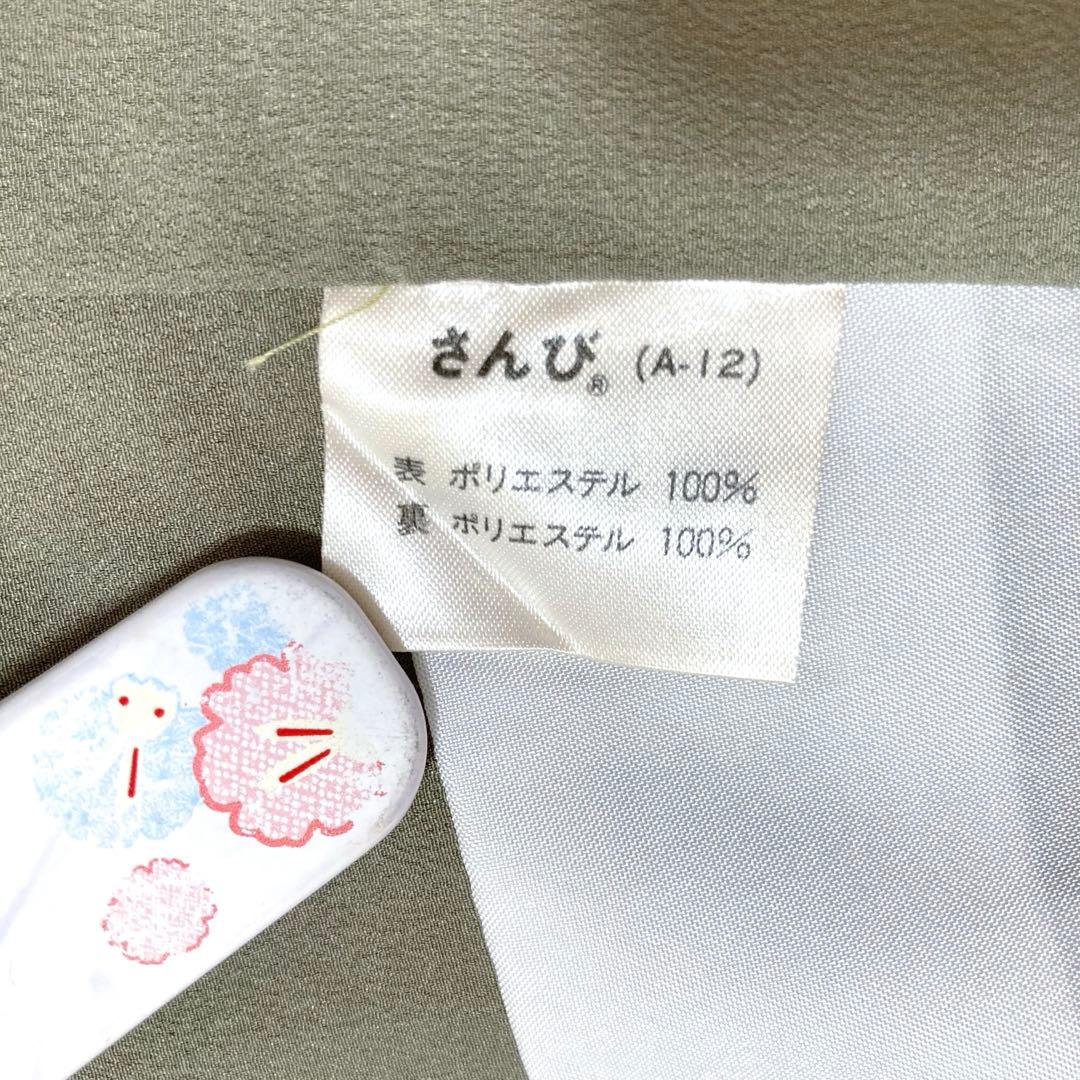 さんび® (A-12)
表 ポリエステル 100%
裏 ポリエステル 100%